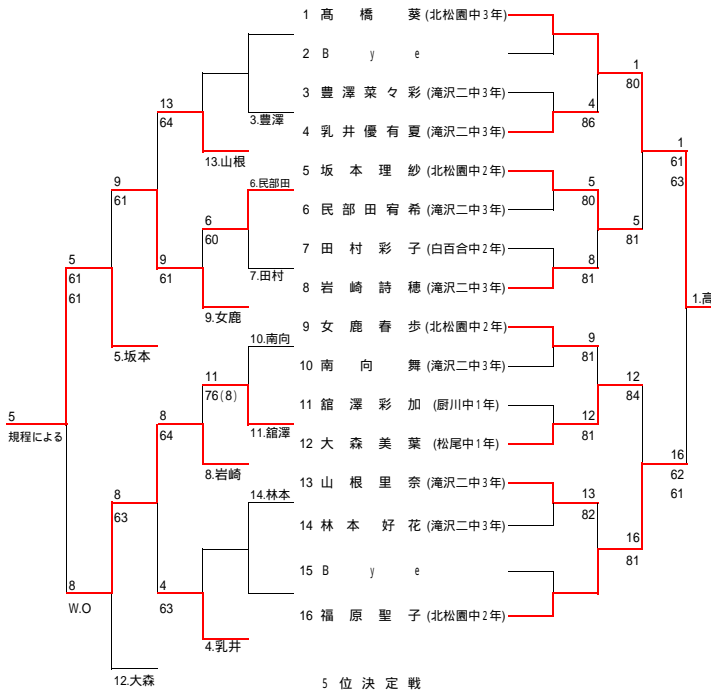 1 髙橋 葵 (北松園中3年)
2 B y e
3 豊澤菜々彩 (滝沢二中3年)
4 乳井優有夏 (滝沢二中3年)
5 坂本理紗 (北松園中2年)
6 民部田宥希 (滝沢二中3年)
7 田村彩子 (白百合中2年)
8 岩崎詩穂 (滝沢二中3年)
9 女鹿春歩 (北松園中2年)
10 南向 舞 (滝沢二中3年)
11 舘澤彩加 (厨川中1年)
12 大森美葉 (松尾中1年)
13 山根里奈 (滝沢二中3年)
14 林本好花 (滝沢二中3年)
15 B y e
16 福原聖子 (北松園中2年)
4
86
5
80
8
81
9
81
12
81
13
82
1
80
5
81
12
84
16
81
1
61
63
16
62
61
1.高
3.豊澤
13.山根
6.民部田
7.田村
9.女鹿
5.坂本
10.南向
11.舘澤
8.岩崎
14.林本
4.乳井
12.大森
6
60
11
76(8)
13
64
9
61
8
64
4
63
9
61
8
63
5
61
61
8
W.O
5
規程による
5位決定戦